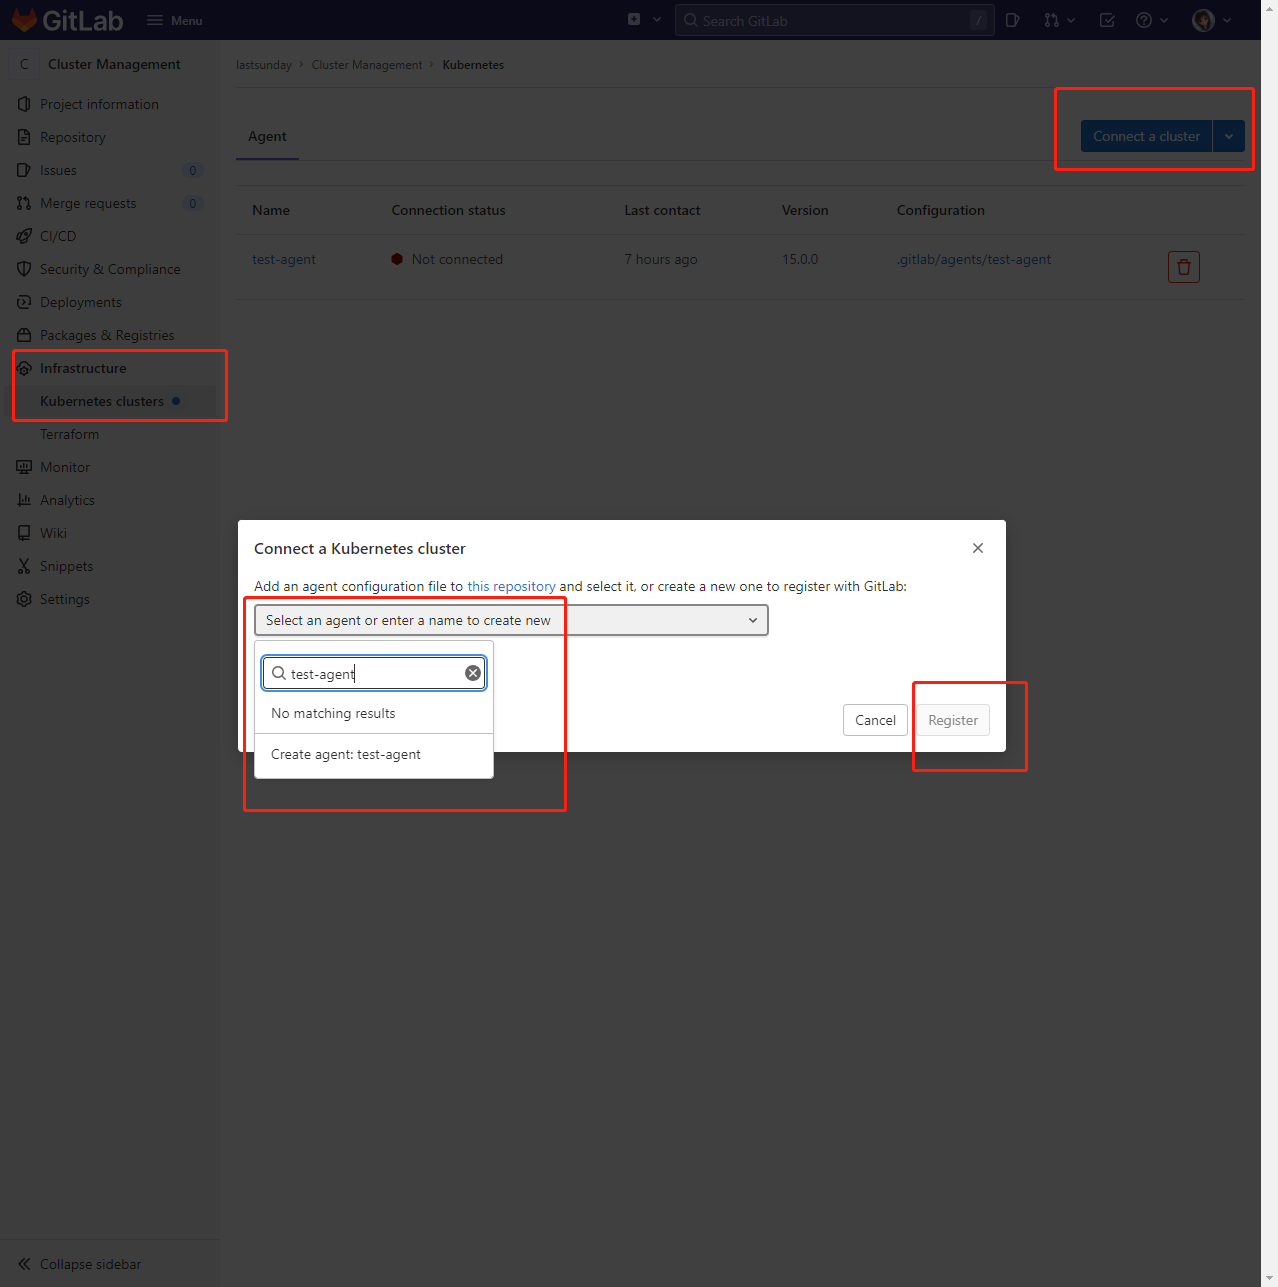 GitLab
Menu
Search GitLab
/
C
Cluster Management
Project information
Repository
Issues
0
Merge requests
0
CI/CD
Security & Compliance
Deployments
Packages & Registries
Infrastructure
Kubernetes clusters
Terraform
Monitor
Analytics
Wiki
Snippets
Settings
Collapse sidebar
lastsunday › Cluster Management › Kubernetes
Agent
Connect a cluster
Name Connection status Last contact Version Configuration
test-agent Not connected 7 hours ago 15.0.0 .gitlab/agents/test-agent
Connect a Kubernetes cluster
Add an agent configuration file to this repository and select it, or create a new one to register with GitLab:
Select an agent or enter a name to create new
test-agent
No matching results
Create agent: test-agent
Cancel
Register